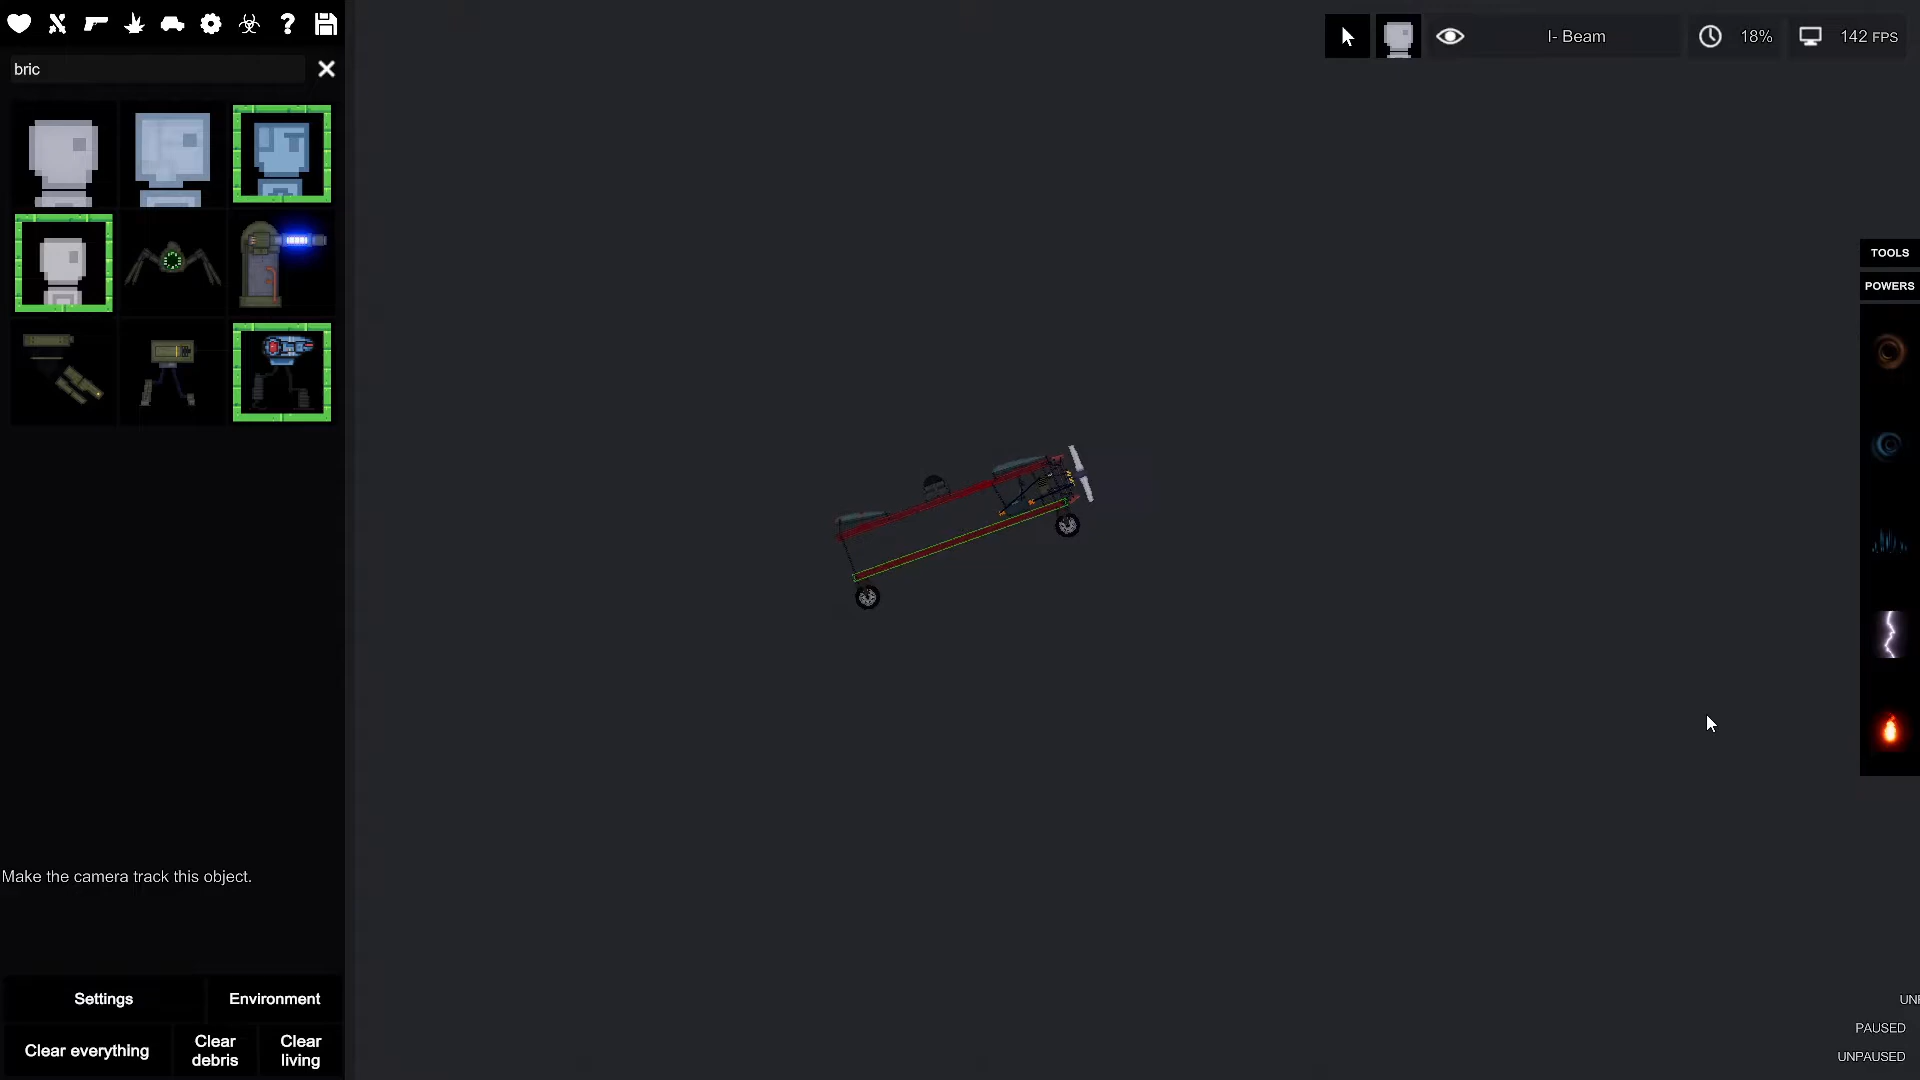 I- Beam
18%
142 FPS
bric
TOOLS
POWERS
Make the camera track this object.
Settings
Environment
UN
Clear everything
Clear debris
Clear living
PAUSED
UNPAUSED